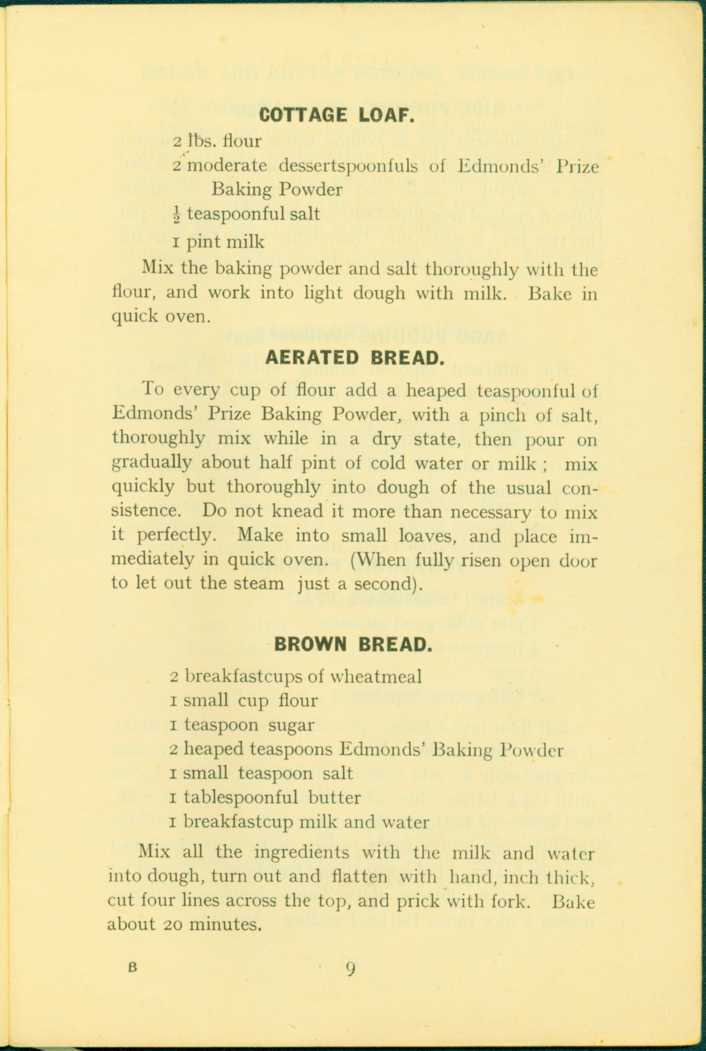 COTTAGE LOAF.
2 lbs. flour
2 moderate dessertspoonfuls of Edmonds' Prize
Baking Powder
½ teaspoonful salt
1 pint milk
Mix the baking powder and salt thoroughly with the
flour, and work into light dough with milk. Bake in
quick oven.
AERATED BREAD.
To every cup of flour add a heaped teaspoonful of
Edmonds' Prize Baking Powder, with a pinch of salt,
thoroughly mix while in a dry state, then pour on
gradually about half pint of cold water or milk ; mix
quickly but thoroughly into dough of the usual con-
sistence. Do not knead it more than necessary to mix
it perfectly. Make into small loaves, and place im-
mediately in quick oven. (When fully risen open door
to let out the steam just a second).
BROWN BREAD.
2 breakfastcups of wheatmeal
1 small cup flour
1 teaspoon sugar
2 heaped teaspoons Edmonds' Baking Powder
1 small teaspoon salt
1 tablespoonful butter
1 breakfastcup milk and water
Mix all the ingredients with the milk and water
into dough, turn out and flatten with hand, inch thick,
cut four lines across the top, and prick with fork. Bake
about 20 minutes.
B 9